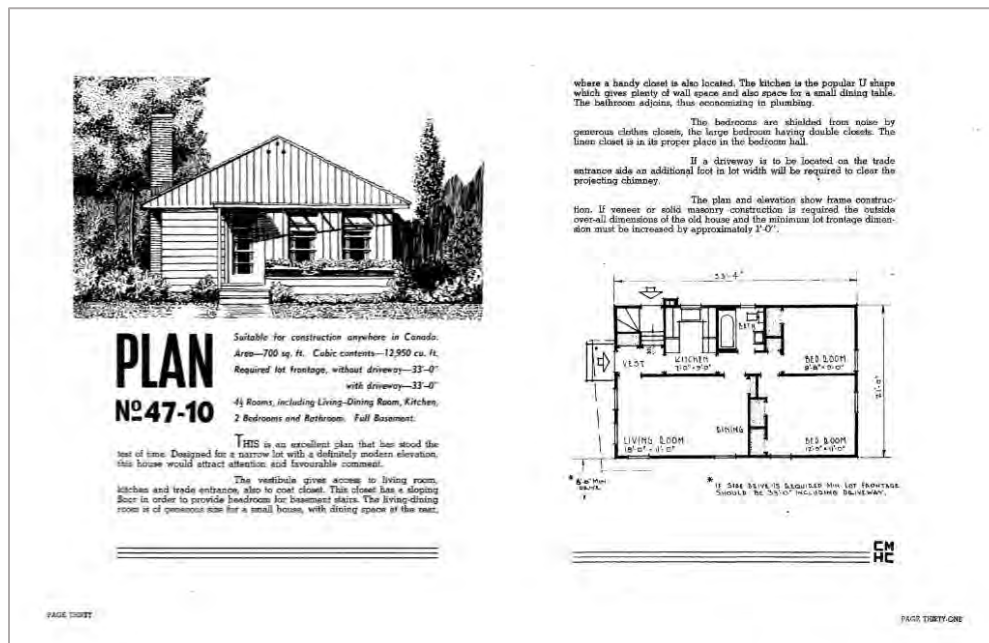 PLAN
Nº 47-10
Suitable for construction anywhere in Canada.
Area—700 sq. ft. Cubic contents—12,950 cu. ft.
Required lot frontage, without driveway—33'-0"
with driveway—33'-0"
4½ Rooms, including Living-Dining Room, Kitchen,
2 Bedrooms and Bathroom. Full Basement.
THIS is an excellent plan that has stood the
test of time. Designed for a narrow lot with a definitely modern elevation,
this house would attract attention and favourable comment.
The vestibule gives access to living room,
kitchen and trade entrance, also to coat closet. This closet has a sloping
floor in order to provide headroom for basement stairs. The living-dining
room is of generous size for a small house, with dining space at the rear,
PAGE THIRTY
where a handy closet is also located. The kitchen is the popular U shape
which gives plenty of wall space and also space for a small dining table.
The bathroom adjoins, thus economizing in plumbing.
The bedrooms are shielded from noise by
generous clothes closets, the large bedroom having double closets. The
linen closet is in its proper place in the bedroom hall.
If a driveway is to be located on the trade
entrance side an additional foot in lot width will be required to clear the
projecting chimney.
The plan and elevation show frame construc-
tion. If veneer or solid masonry construction is required the outside
over-all dimensions of the old house and the minimum lot frontage dimen-
sion must be increased by approximately 1'-0".
33'-4"
BATH
VEST
KITCHEN
BED ROOM
21'-0"
DINING
LIVING ROOM
BED ROOM
* 8'-0" MIN
DRIVE
* IF SIDE DRIVE IS REQUIRED MIN LOT FRONTAGE
SHOULD BE 33'-0" INCLUDING DRIVEWAY.
CM
HC
PAGE THIRTY-ONE